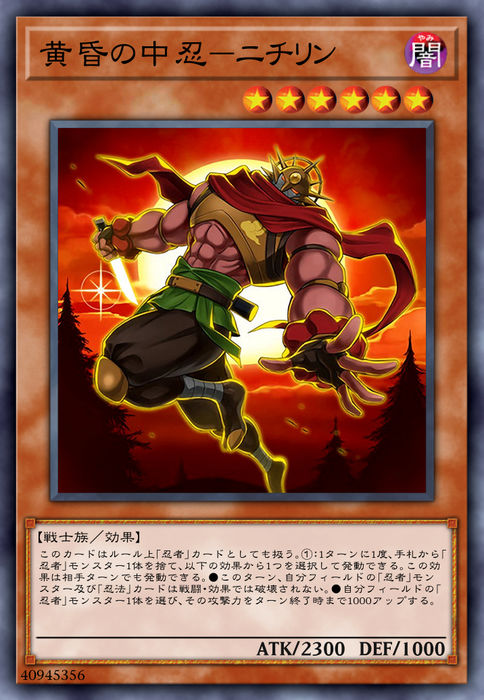 黄昏の中忍－ニチリン
やみ
闇
【戦士族／効果】
このカードはルール上「忍者」カードとしても扱う。①：1ターンに1度、手札から「
忍者」モンスター1体を捨て、以下の効果から1つを選択して発動できる。この効
果は相手ターンでも発動できる。●このターン、自分フィールドの「忍者」モン
スター及び「忍法」カードは戦闘・効果では破壊されない。●自分フィールドの「
忍者」モンスター1体を選び、その攻撃力をターン終了時まで1000アップする。
ATK/2300 DEF/1000
40945356